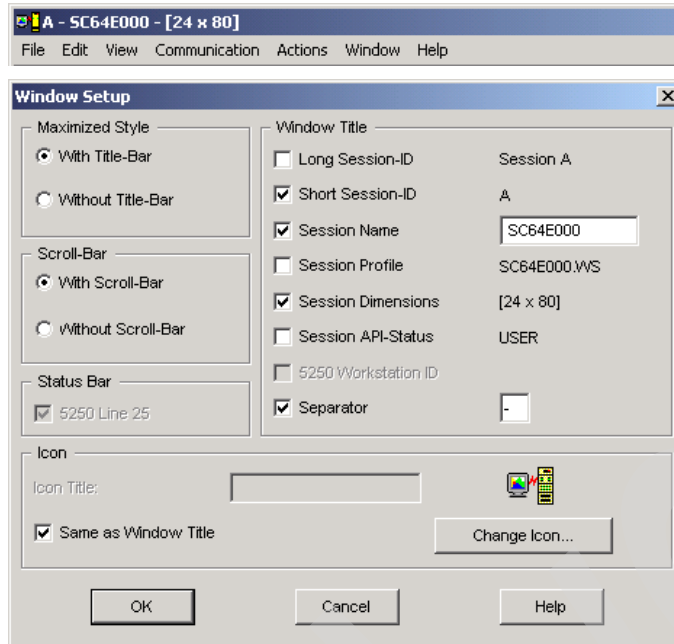 A - SC64E000 - [24 x 80]
File Edit View Communication Actions Window Help
Window Setup
Maximized Style
With Title-Bar
Without Title-Bar
Scroll-Bar
With Scroll-Bar
Without Scroll-Bar
Status Bar
5250 Line 25
Window Title
Long Session-ID Session A
Short Session-ID A
Session Name SC64E000
Session Profile SC64E000.WS
Session Dimensions [24 x 80]
Session API-Status USER
5250 Workstation ID
Separator -
Icon
Icon Title:
Same as Window Title
Change Icon...
OK Cancel Help